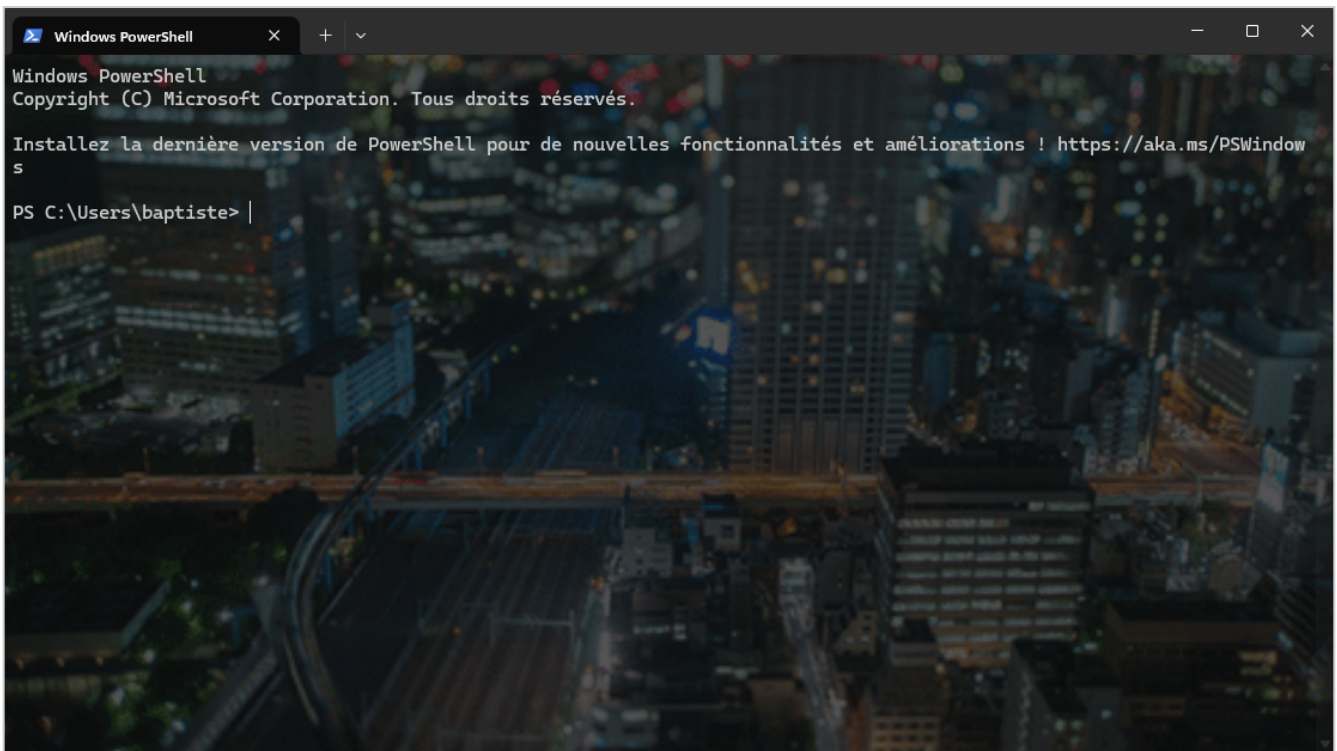 Windows PowerShell
Windows PowerShell
Copyright (C) Microsoft Corporation. Tous droits réservés.
Installez la dernière version de PowerShell pour de nouvelles fonctionnalités et améliorations ! https://aka.ms/PSWindow
s
PS C:\Users\baptiste>